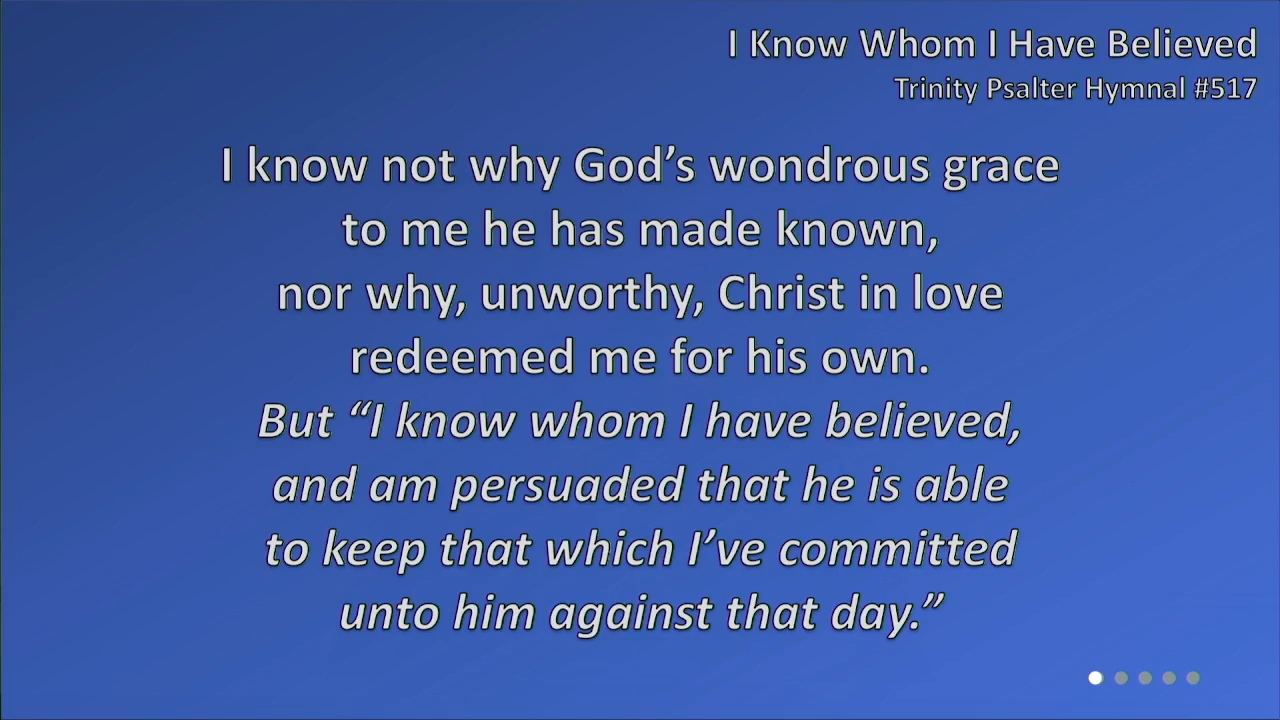 I Know Whom I Have Believed
Trinity Psalter Hymnal #517
I know not why God’s wondrous grace
to me he has made known,
nor why, unworthy, Christ in love
redeemed me for his own.
But “I know whom I have believed,
and am persuaded that he is able
to keep that which I’ve committed
unto him against that day.”